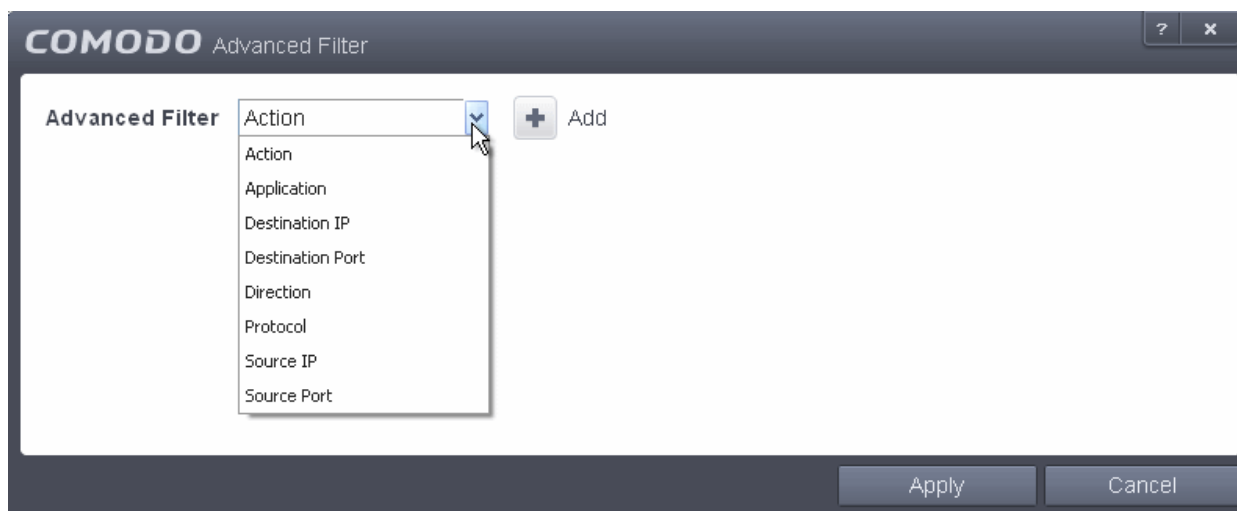 COMODO Advanced Filter ? x
Advanced Filter Action Add
Action
Application
Destination IP
Destination Port
Direction
Protocol
Source IP
Source Port
Apply Cancel